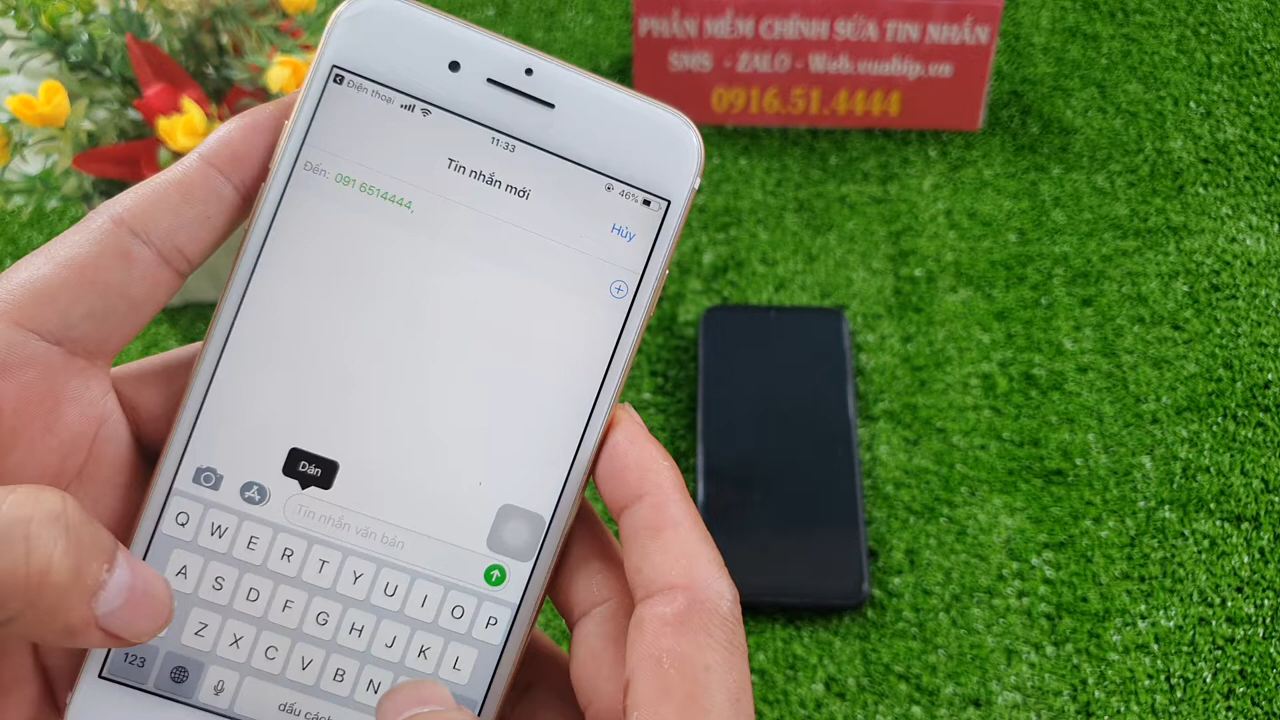 PHẦN MỀM CHỈNH SỬA TIN NHẮN
SMS - ZALO - Web.vuabip.vn
0916.51.4444
Điện thoại
11:33
46%
Tin nhắn mới
Đến: 091 6514444,
Hủy
Dán
Tin nhắn văn bản
Q W E R T Y U I O P
A S D F G H J K L
Z X C V B N
123
dấu cách